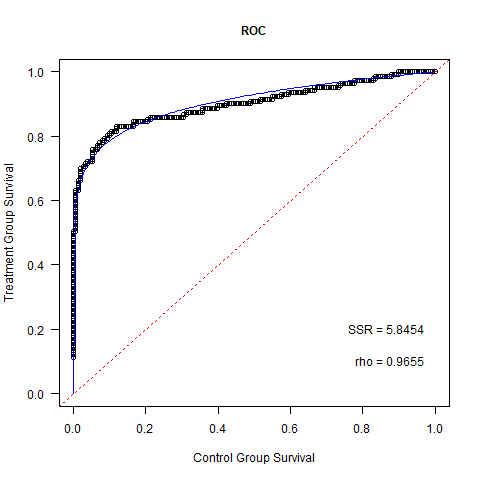 ROC
Treatment Group Survival
1.0
0.8
0.6
0.4
0.2
0.0
SSR = 5.8454
rho = 0.9655
0.0 0.2 0.4 0.6 0.8 1.0
Control Group Survival